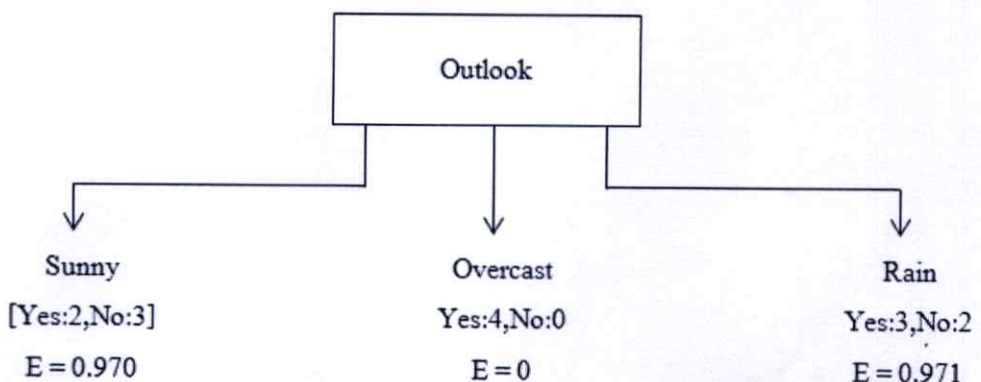 Outlook
Sunny
[Yes:2,No:3]
E = 0.970
Overcast
Yes:4,No:0
E = 0
Rain
Yes:3,No:2
E = 0.971